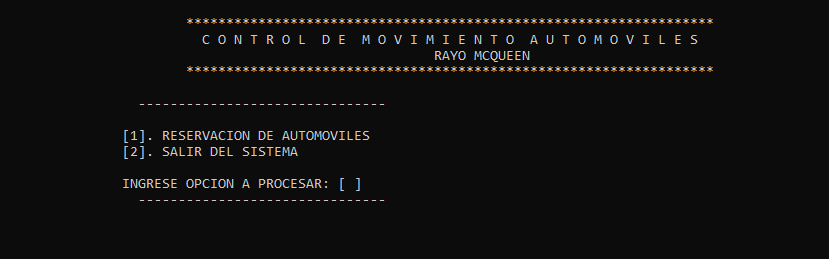 ******************************************************************
C O N T R O L  D E  M O V I M I E N T O  A U T O M O V I L E S
RAYO MCQUEEN
******************************************************************
-------------------------------
[1]. RESERVACION DE AUTOMOVILES
[2]. SALIR DEL SISTEMA
INGRESE OPCION A PROCESAR: [ ]
-------------------------------